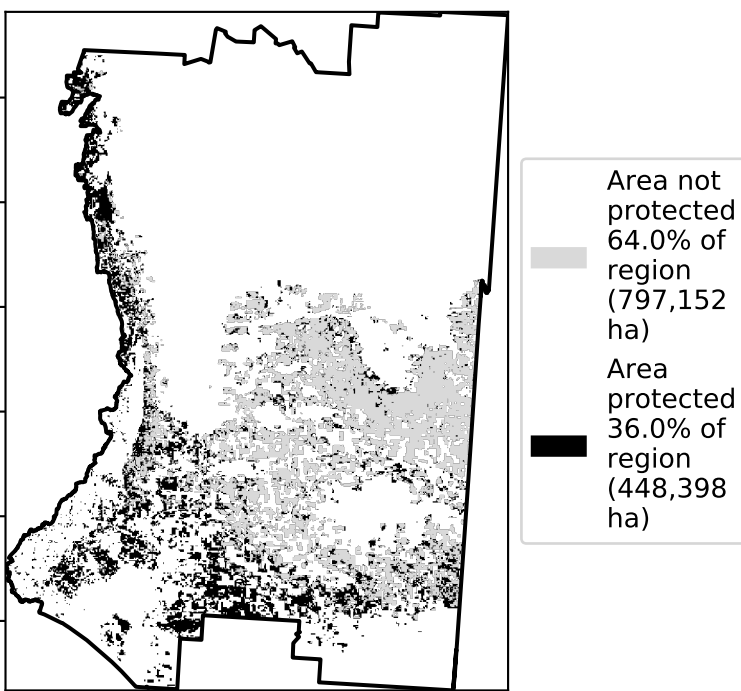 Area not
protected
64.0% of
region
(797,152
ha)
Area
protected
36.0% of
region
(448,398
ha)